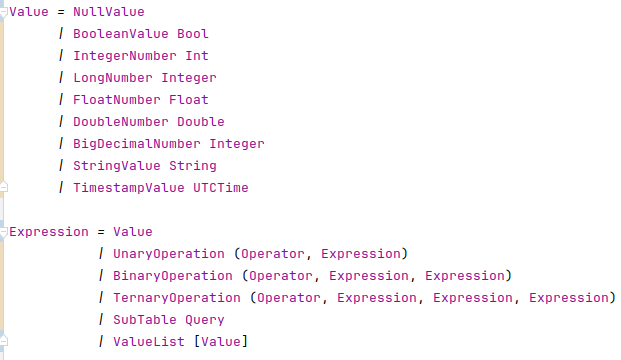 Value = NullValue
| BooleanValue Bool
| IntegerNumber Int
| LongNumber Integer
| FloatNumber Float
| DoubleNumber Double
| BigDecimalNumber Integer
| StringValue String
| TimestampValue UTCTime
Expression = Value
| UnaryOperation (Operator, Expression)
| BinaryOperation (Operator, Expression, Expression)
| TernaryOperation (Operator, Expression, Expression, Expression)
| SubTable Query
| ValueList [Value]